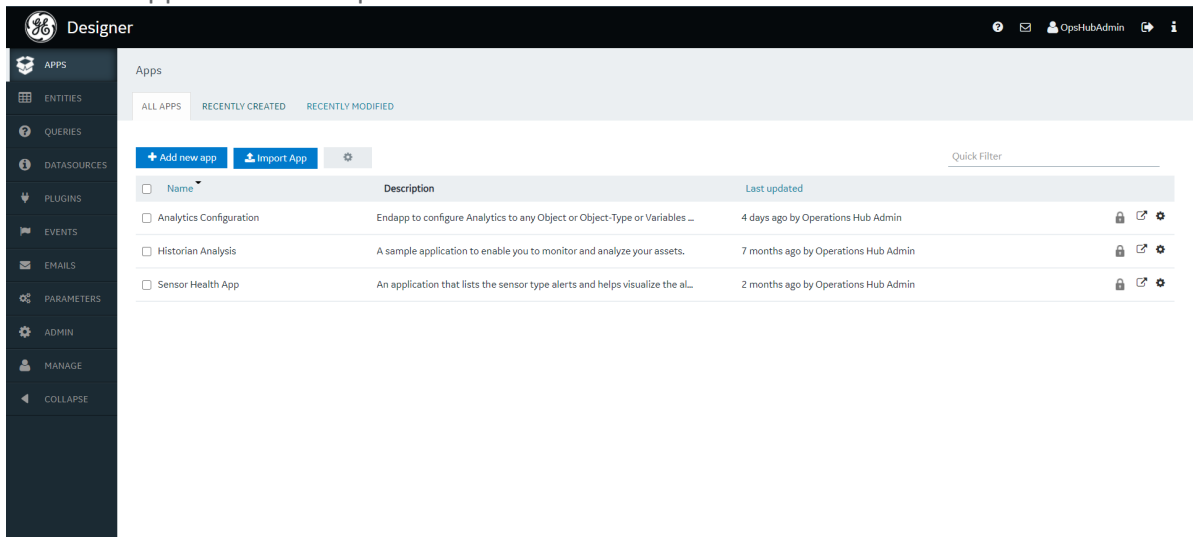 Designer
OpsHubAdmin
APPS
ENTITIES
QUERIES
DATASOURCES
PLUGINS
EVENTS
EMAILS
PARAMETERS
ADMIN
MANAGE
COLLAPSE
Apps
ALL APPS RECENTLY CREATED RECENTLY MODIFIED
Add new app Import App Quick Filter
Name Description Last updated
Analytics Configuration Endapp to configure Analytics to any Object or Object-Type or Variables ... 4 days ago by Operations Hub Admin
Historian Analysis A sample application to enable you to monitor and analyze your assets. 7 months ago by Operations Hub Admin
Sensor Health App An application that lists the sensor type alerts and helps visualize the al... 2 months ago by Operations Hub Admin